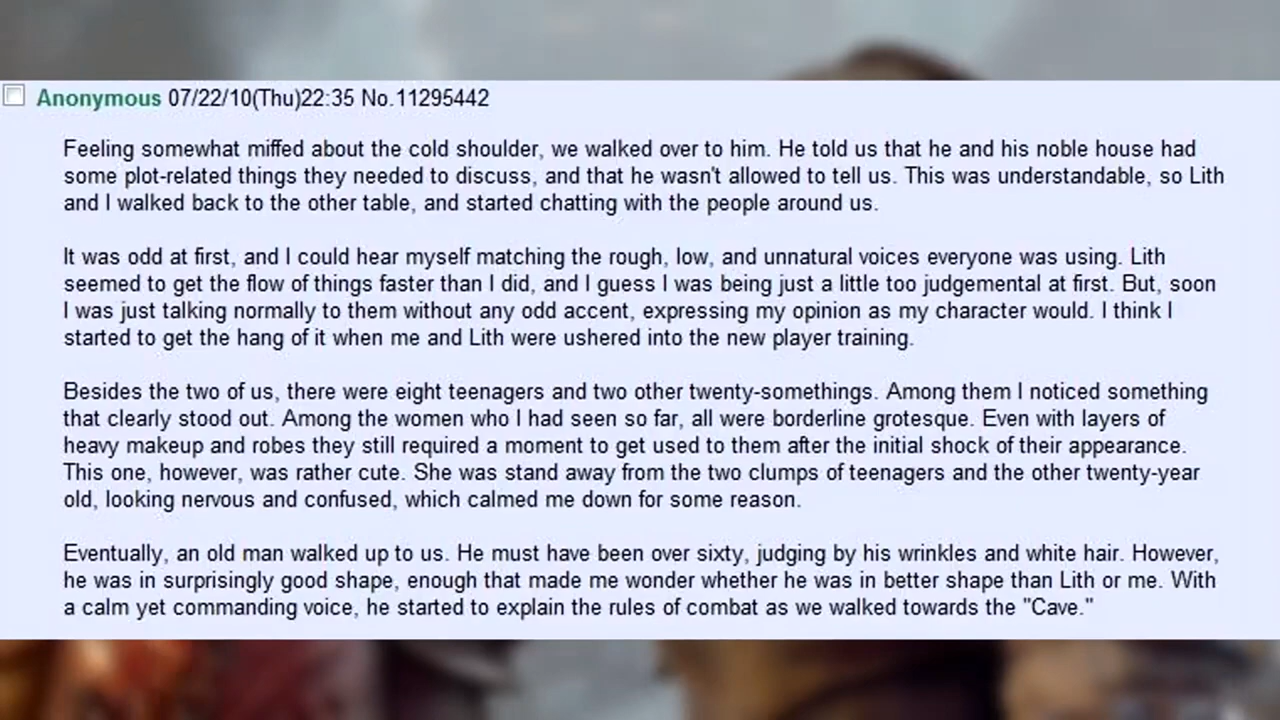 Anonymous 07/22/10(Thu)22:35 No.11295442
Feeling somewhat miffed about the cold shoulder, we walked over to him. He told us that he and his noble house had
some plot-related things they needed to discuss, and that he wasn't allowed to tell us. This was understandable, so Lith
and I walked back to the other table, and started chatting with the people around us.
It was odd at first, and I could hear myself matching the rough, low, and unnatural voices everyone was using. Lith
seemed to get the flow of things faster than I did, and I guess I was being just a little too judgemental at first. But, soon
I was just talking normally to them without any odd accent, expressing my opinion as my character would. I think I
started to get the hang of it when me and Lith were ushered into the new player training.
Besides the two of us, there were eight teenagers and two other twenty-somethings. Among them I noticed something
that clearly stood out. Among the women who I had seen so far, all were borderline grotesque. Even with layers of
heavy makeup and robes they still required a moment to get used to them after the initial shock of their appearance.
This one, however, was rather cute. She was stand away from the two clumps of teenagers and the other twenty-year
old, looking nervous and confused, which calmed me down for some reason.
Eventually, an old man walked up to us. He must have been over sixty, judging by his wrinkles and white hair. However,
he was in surprisingly good shape, enough that made me wonder whether he was in better shape than Lith or me. With
a calm yet commanding voice, he started to explain the rules of combat as we walked towards the "Cave."